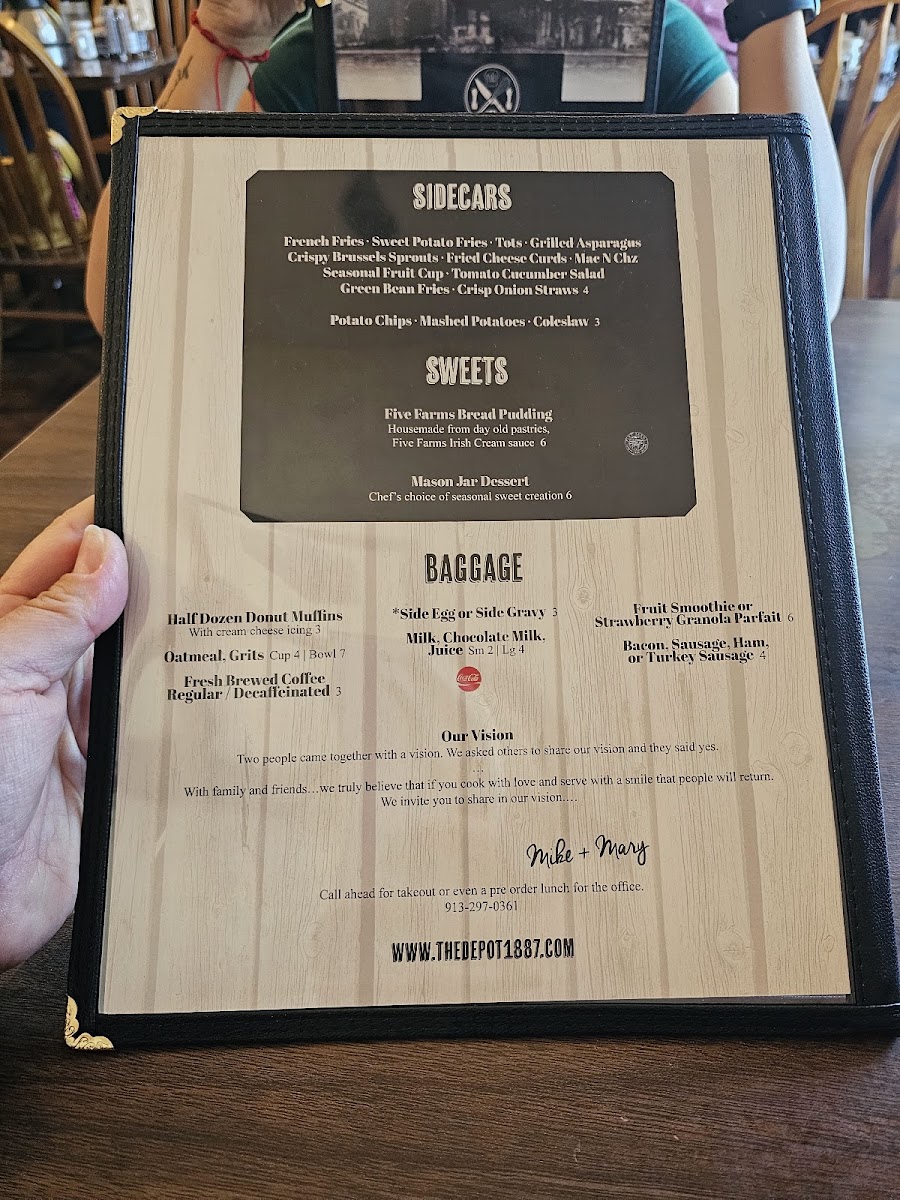 SIDECARS
French Fries · Sweet Potato Fries · Tots · Grilled Asparagus
Crispy Brussels Sprouts · Fried Cheese Curds · Mac N Chz
Seasonal Fruit Cup · Tomato Cucumber Salad
Green Bean Fries · Crisp Onion Straws 4
Potato Chips · Mashed Potatoes · Coleslaw 3
SWEETS
Five Farms Bread Pudding
Housemade from day old pastries,
Five Farms Irish Cream sauce 6
Mason Jar Dessert
Chef's choice of seasonal sweet creation 6
BAGGAGE
Half Dozen Donut Muffins
With cream cheese icing 3
Oatmeal, Grits Cup 4 | Bowl 7
Fresh Brewed Coffee
Regular / Decaffeinated 3
*Side Egg or Side Gravy 3
Milk, Chocolate Milk,
Juice Sm 2 | Lg 4
Coca-Cola
Fruit Smoothie or
Strawberry Granola Parfait 6
Bacon, Sausage, Ham,
or Turkey Sausage 4
Our Vision
Two people came together with a vision. We asked others to share our vision and they said yes.
...
With family and friends...we truly believe that if you cook with love and serve with a smile that people will return.
We invite you to share in our vision....
Mike + Mary
Call ahead for takeout or even a pre order lunch for the office.
913-297-0361
WWW.THEDEPOT1887.COM